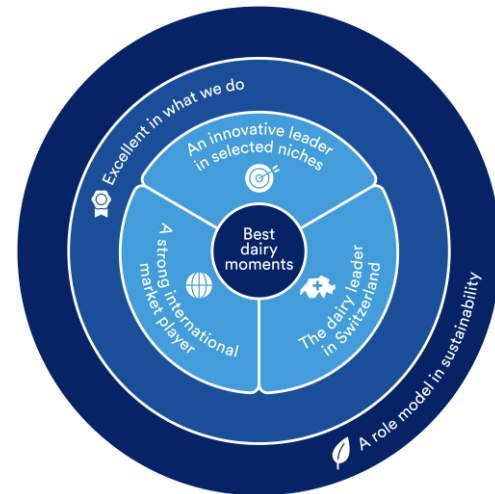 Excellent in what we do
An innovative leader
in selected niches
Best
dairy
moments
A strong international
market player
The dairy leader
in Switzerland
A role model in sustainability